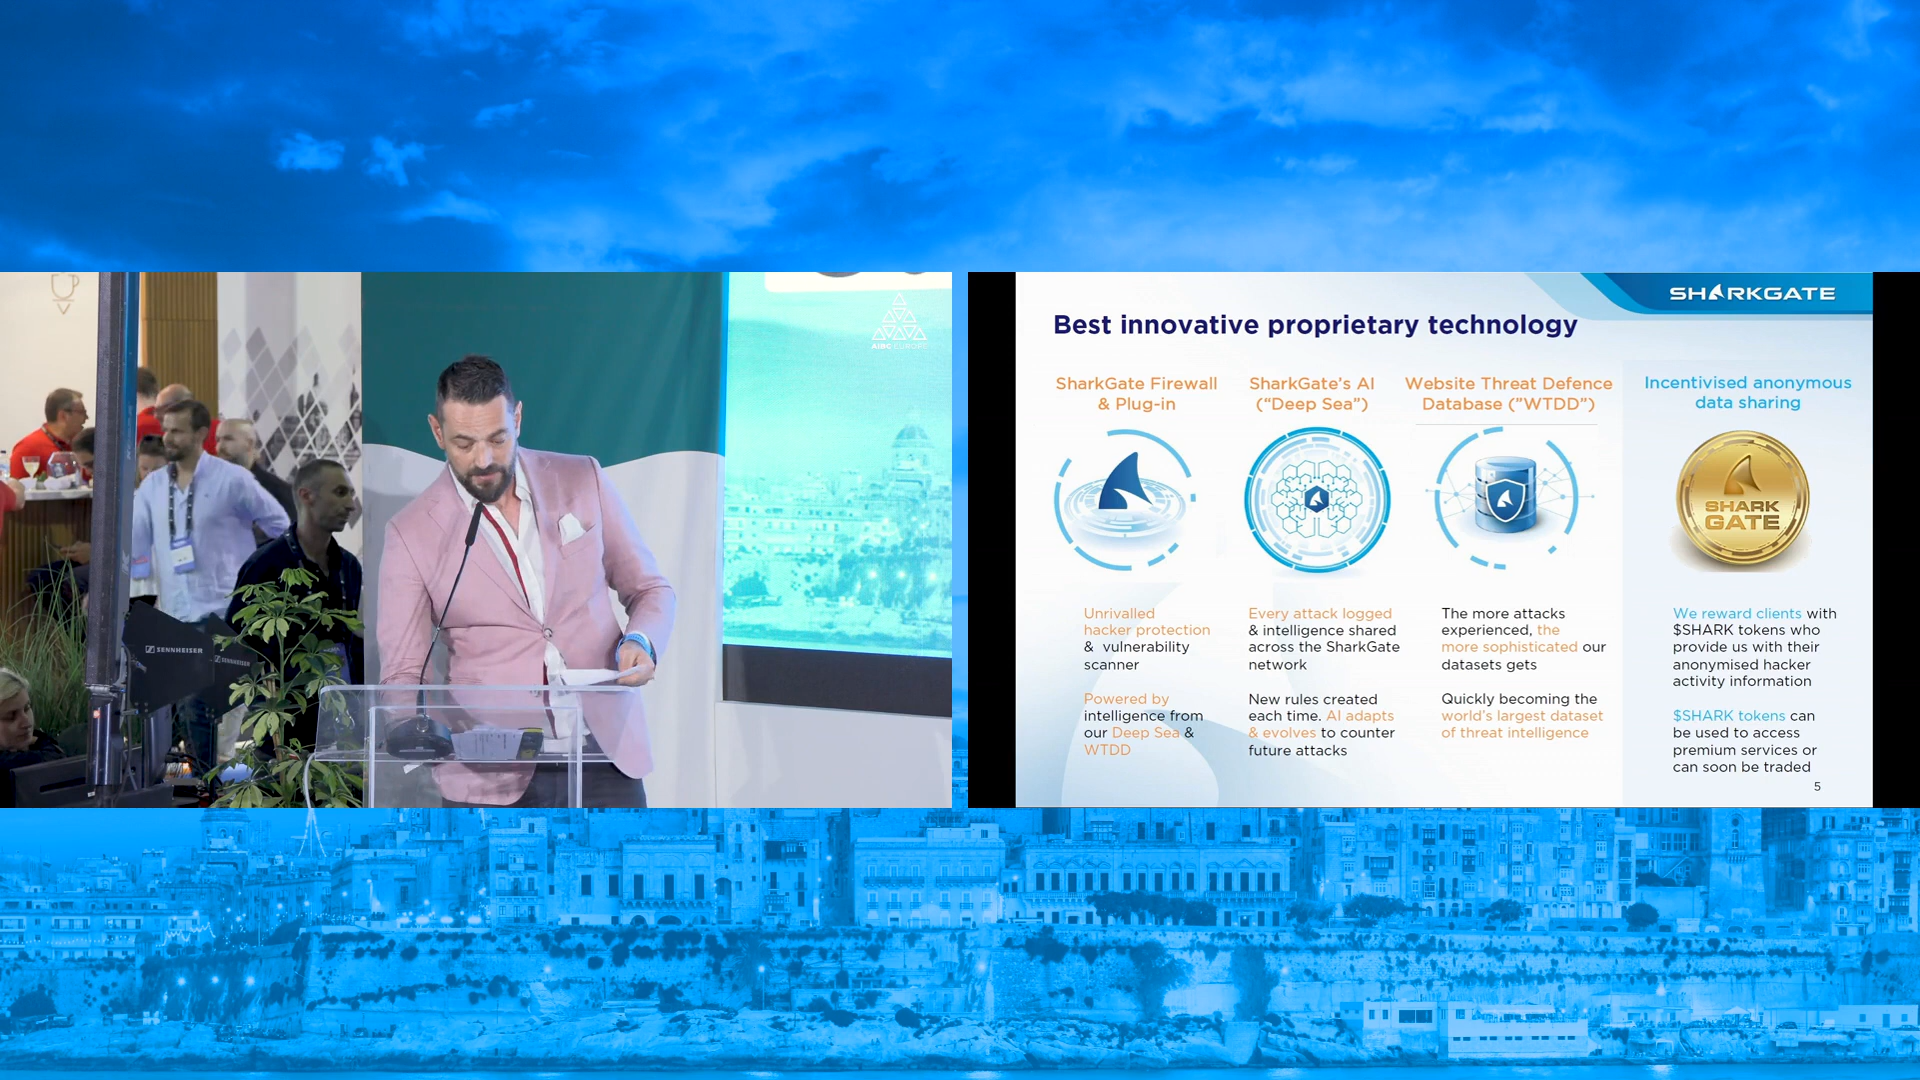 AIBC EUROPE
SENNHEISER
SENNHEISER
SHARKGATE
Best innovative proprietary technology
SharkGate Firewall
& Plug-in
SharkGate's AI
("Deep Sea")
Website Threat Defence
Database ("WTDD")
Incentivised anonymous
data sharing
SHARK
GATE
Unrivalled
hacker protection
& vulnerability
scanner
Powered by
intelligence from
our Deep Sea &
WTDD
Every attack logged
& intelligence shared
across the SharkGate
network
New rules created
each time. AI adapts
& evolves to counter
future attacks
The more attacks
experienced, the
more sophisticated our
datasets gets
Quickly becoming the
world's largest dataset
of threat intelligence
We reward clients with
$SHARK tokens who
provide us with their
anonymised hacker
activity information
$SHARK tokens can
be used to access
premium services or
can soon be traded
5